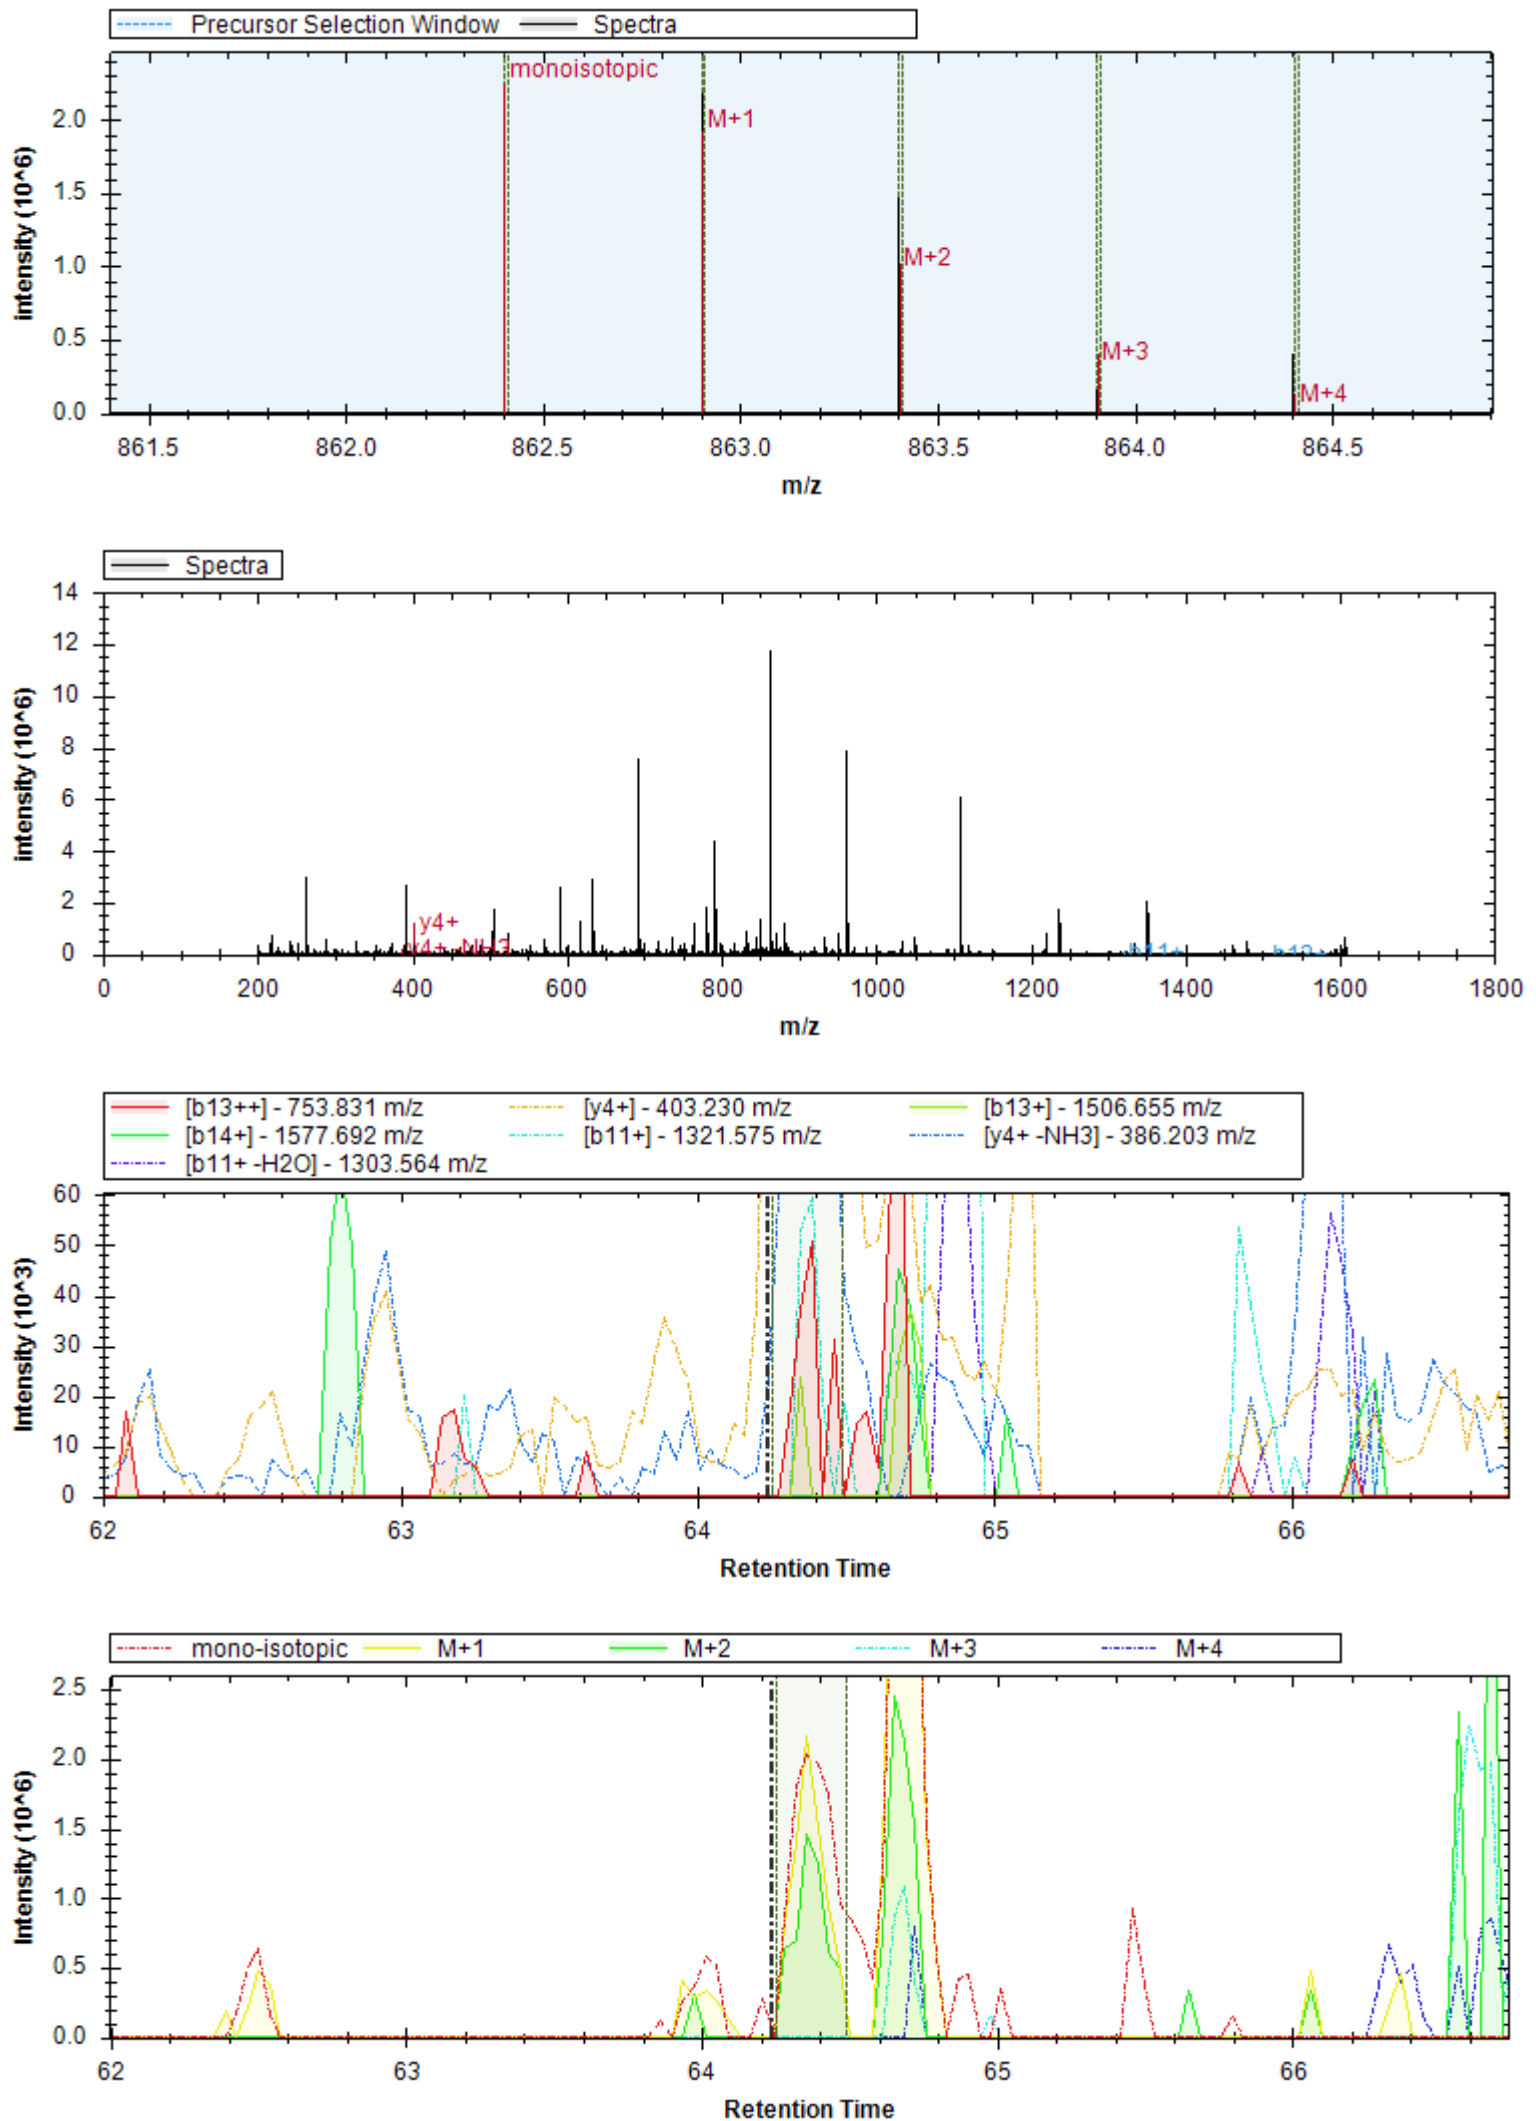 Precursor Selection Window Spectra
monoisotopic
M+1
M+2
M+3
M+4
intensity (10^6)
2.0
1.5
1.0
0.5
0.0
861.5 862.0 862.5 863.0 863.5 864.0 864.5
m/z
Spectra
intensity (10^6)
14
12
10
8
6
4
2
0
y4+
y4+ -NH3
b11+
0 200 400 600 800 1000 1200 1400 1600 1800
m/z
[b13++] - 753.831 m/z [y4+] - 403.230 m/z [b13+] - 1506.655 m/z
[b14+] - 1577.692 m/z [b11+] - 1321.575 m/z [y4+ -NH3] - 386.203 m/z
[b11+ -H2O] - 1303.564 m/z
Intensity (10^3)
60
50
40
30
20
10
0
62 63 64 65 66
Retention Time
mono-isotopic M+1 M+2 M+3 M+4
Intensity (10^6)
2.5
2.0
1.5
1.0
0.5
0.0
62 63 64 65 66
Retention Time